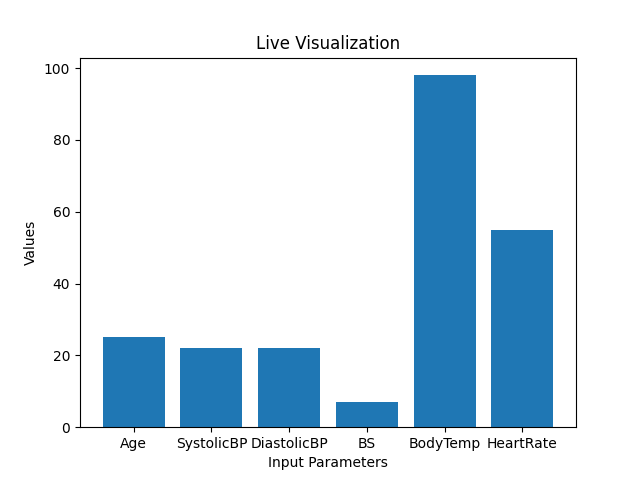 Live Visualization
100
80
60
40
20
0
Values
Age SystolicBP DiastolicBP BS BodyTemp HeartRate
Input Parameters